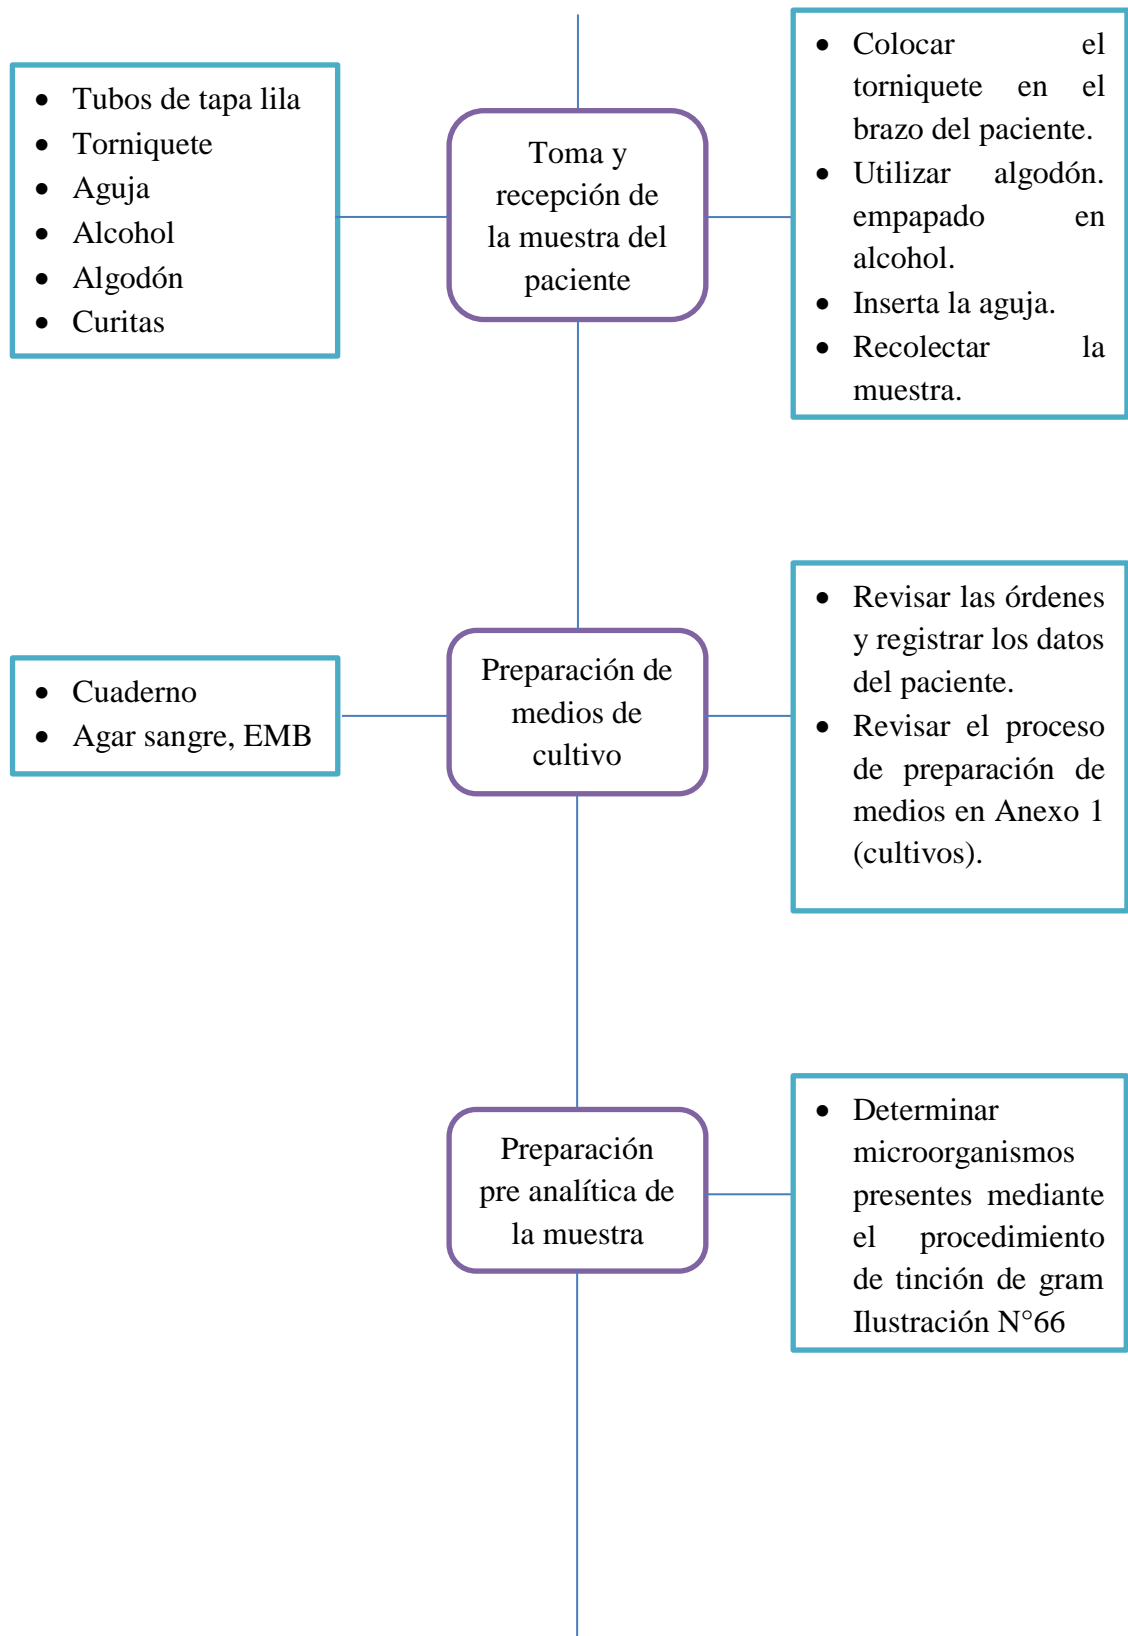 • Tubos de tapa lila
• Torniquete
• Aguja
• Alcohol
• Algodón
• Curitas
Toma y
recepción de
la muestra del
paciente
• Colocar el
torniquete en el
brazo del paciente.
• Utilizar algodón.
empapado en
alcohol.
• Inserta la aguja.
• Recolectar la
muestra.
• Cuaderno
• Agar sangre, EMB
Preparación de
medios de
cultivo
• Revisar las órdenes
y registrar los datos
del paciente.
• Revisar el proceso
de preparación de
medios en Anexo 1
(cultivos).
Preparación
pre analítica de
la muestra
• Determinar
microorganismos
presentes mediante
el procedimiento
de tinción de gram
Ilustración N°66